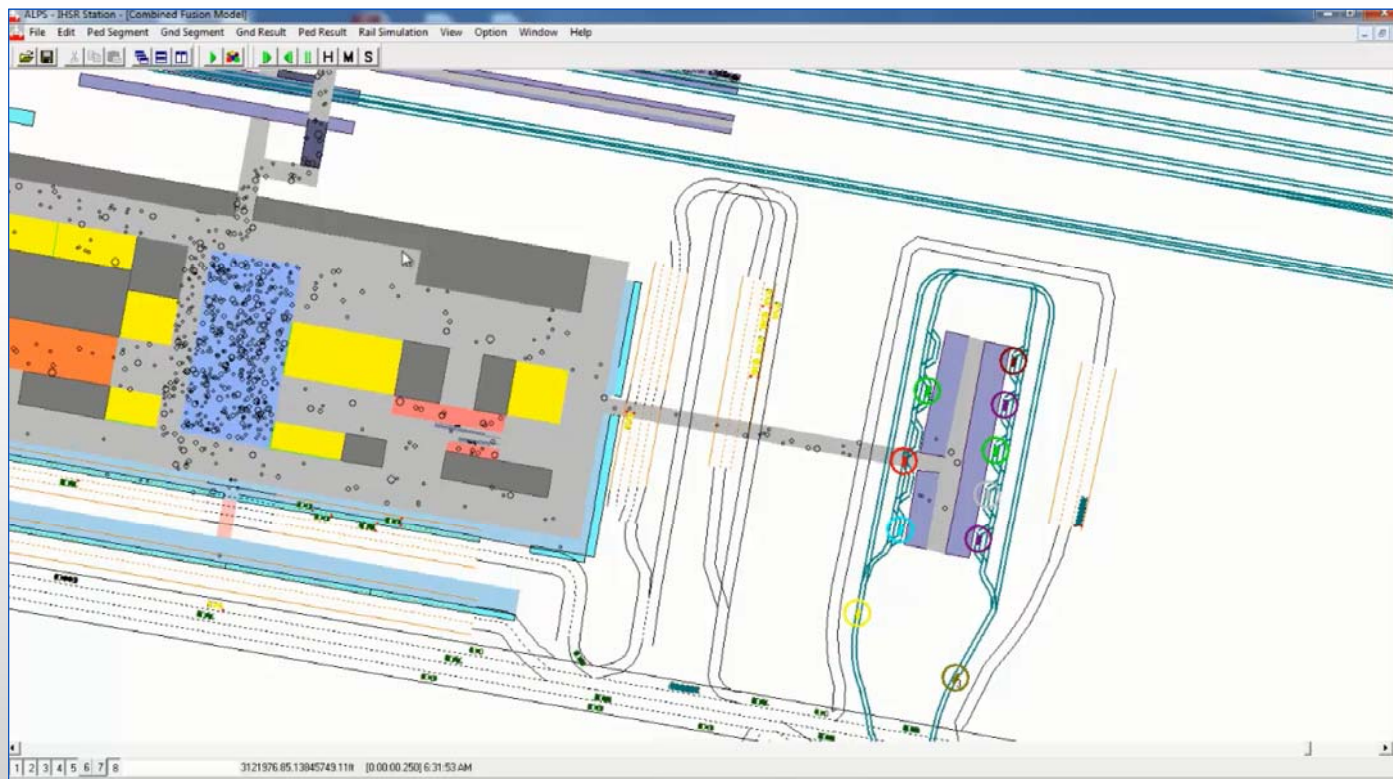 ALPS - IHSR Station - [Combined Fusion Model]
File Edit Ped Segment Gnd Segment Gnd Result Ped Result Rail Simulation View Option Window Help
H M S
1 2 3 4 5 6 7 8 3121976.85.13845749.11ft [0:00:00.250] 6:31:53 AM